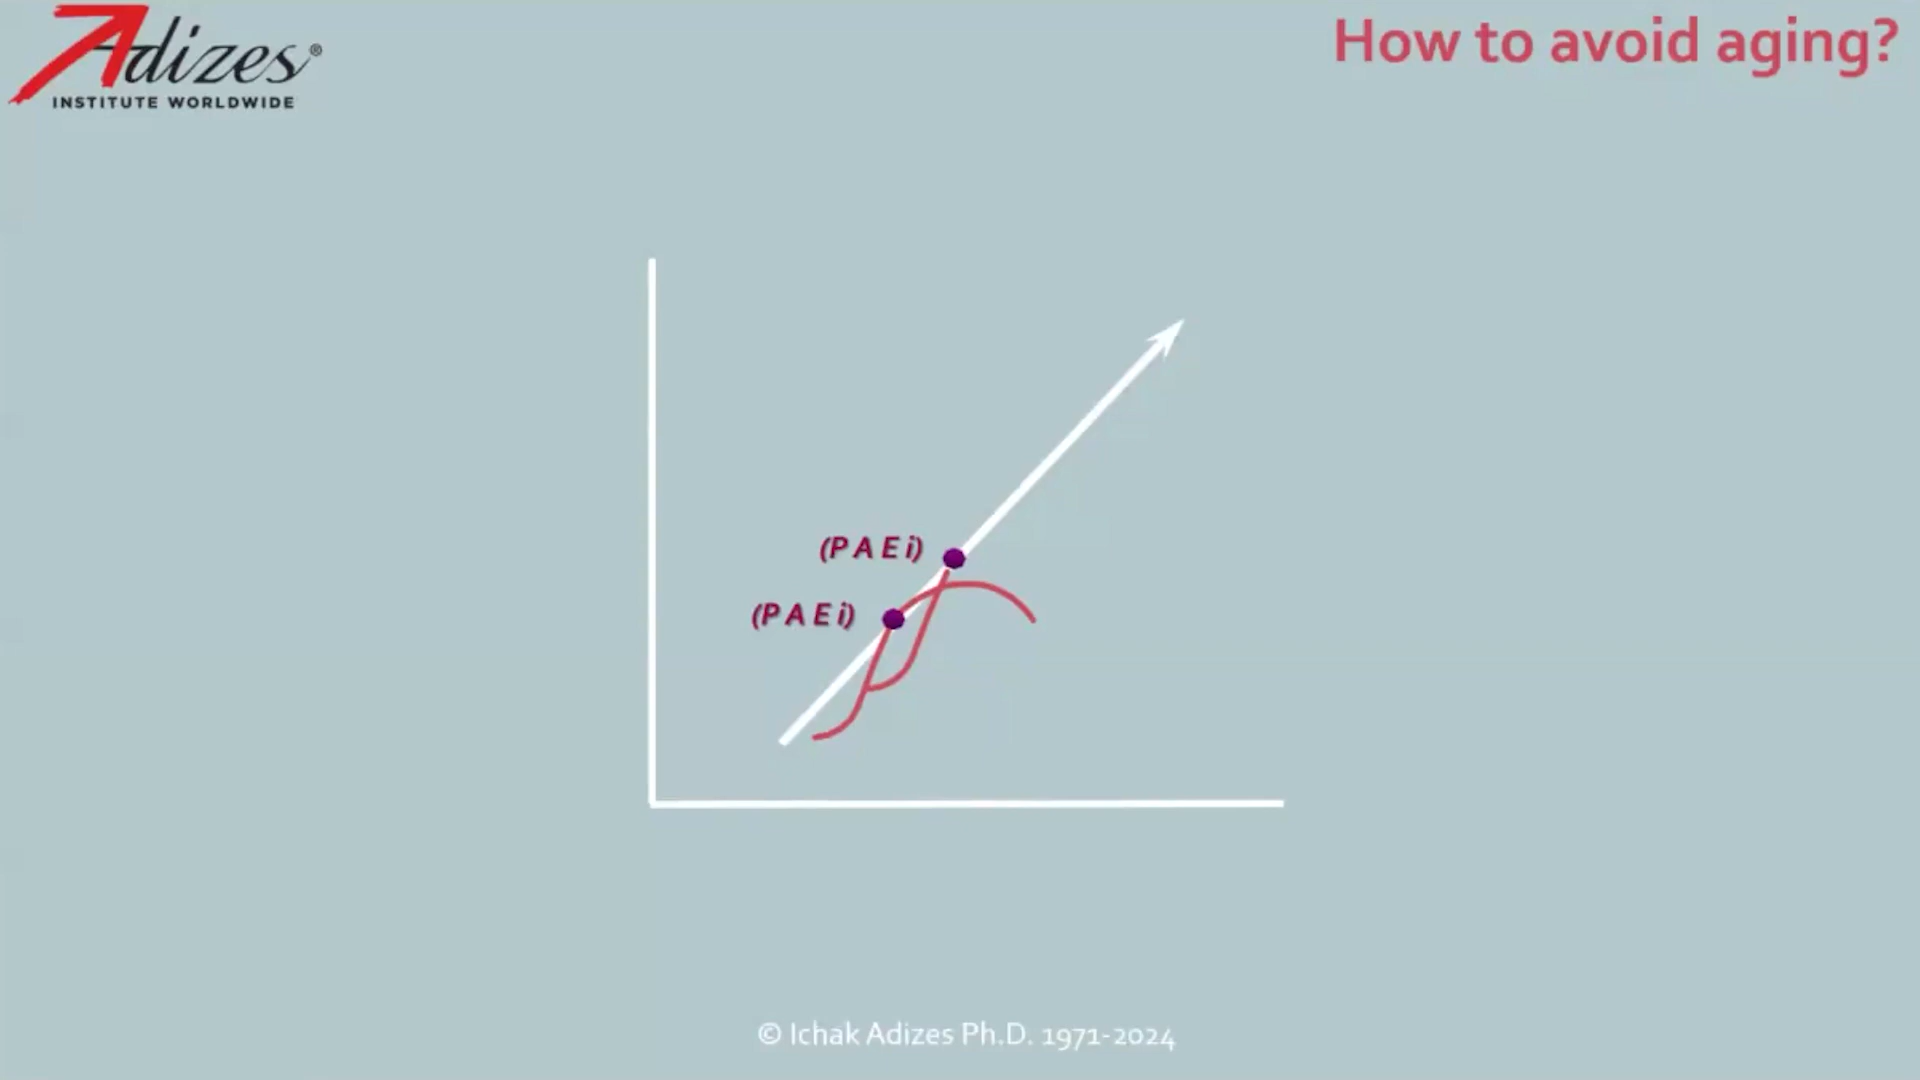 Adizes®
INSTITUTE WORLDWIDE
How to avoid aging?
(P A E i)
(P A E i)
© Ichak Adizes Ph.D. 1971-2024